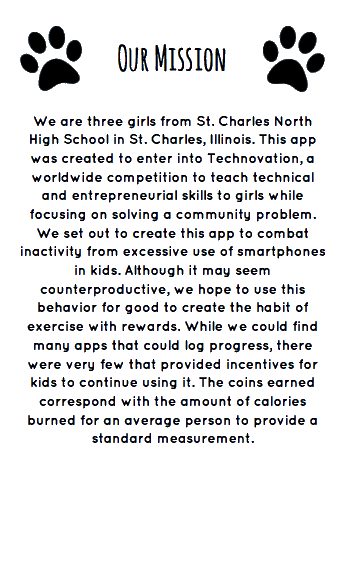 Our Mission
We are three girls from St. Charles North
High School in St. Charles, Illinois. This app
was created to enter into Technovation, a
worldwide competition to teach technical
and entrepreneurial skills to girls while
focusing on solving a community problem.
We set out to create this app to combat
inactivity from excessive use of smartphones
in kids. Although it may seem
counterproductive, we hope to use this
behavior for good to create the habit of
exercise with rewards. While we could find
many apps that could log progress, there
were very few that provided incentives for
kids to continue using it. The coins earned
correspond with the amount of calories
burned for an average person to provide a
standard measurement.